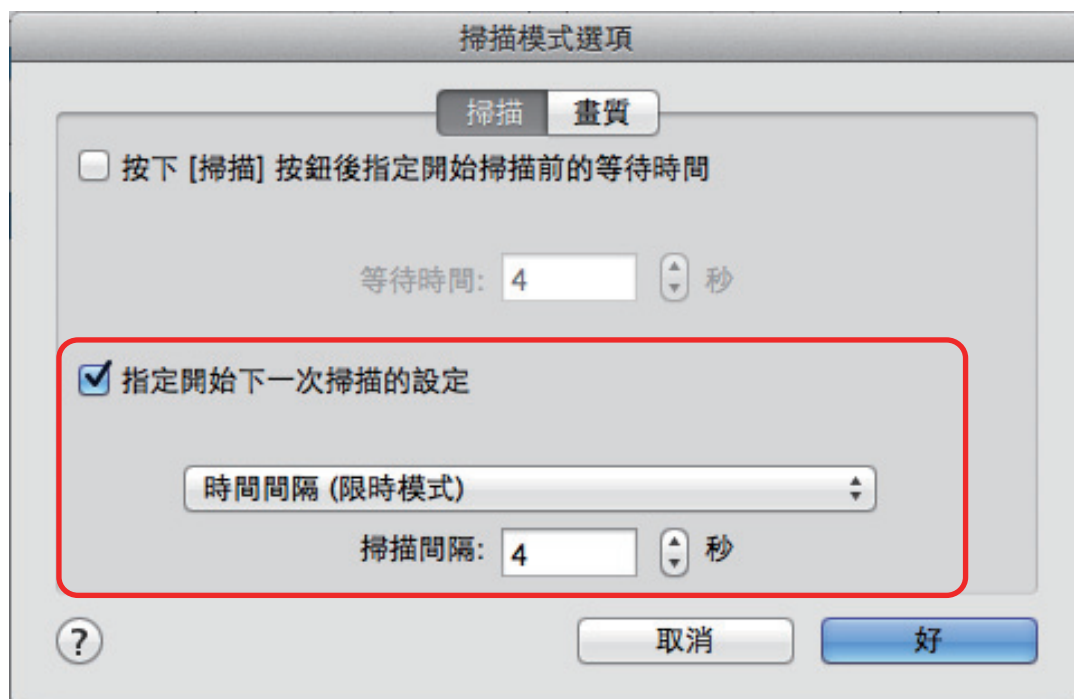 掃描模式選項
掃描 畫質
按下 [掃描] 按鈕後指定開始掃描前的等待時間
等待時間: 4 秒
指定開始下一次掃描的設定
時間間隔 (限時模式)
掃描間隔: 4 秒
? 取消 好